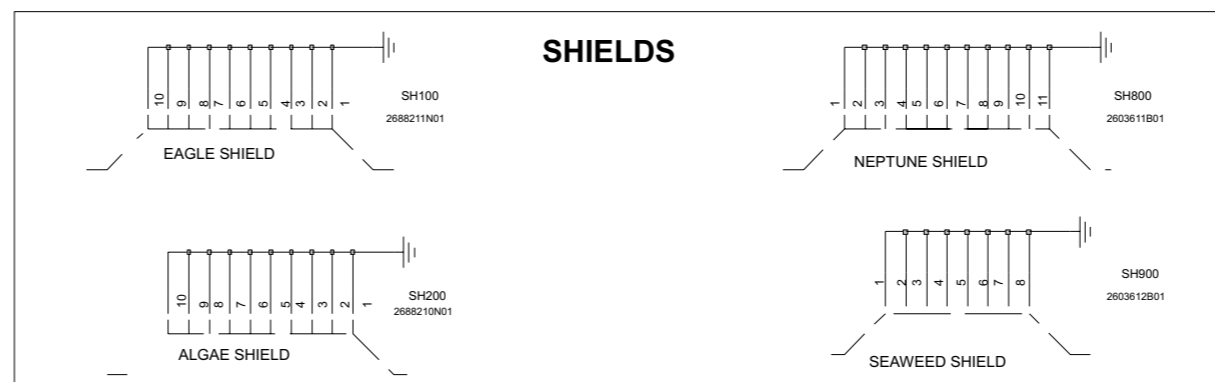 SHIELDS
10 9 8 7 6 5 4 3 2 1
SH100
2688211N01
EAGLE SHIELD
1 2 3 4 5 6 7 8 9 10 11
SH800
2603611B01
NEPTUNE SHIELD
10 9 8 7 6 5 4 3 2 1
SH200
2688210N01
ALGAE SHIELD
1 2 3 4 5 6 7 8
SH900
2603612B01
SEAWEED SHIELD